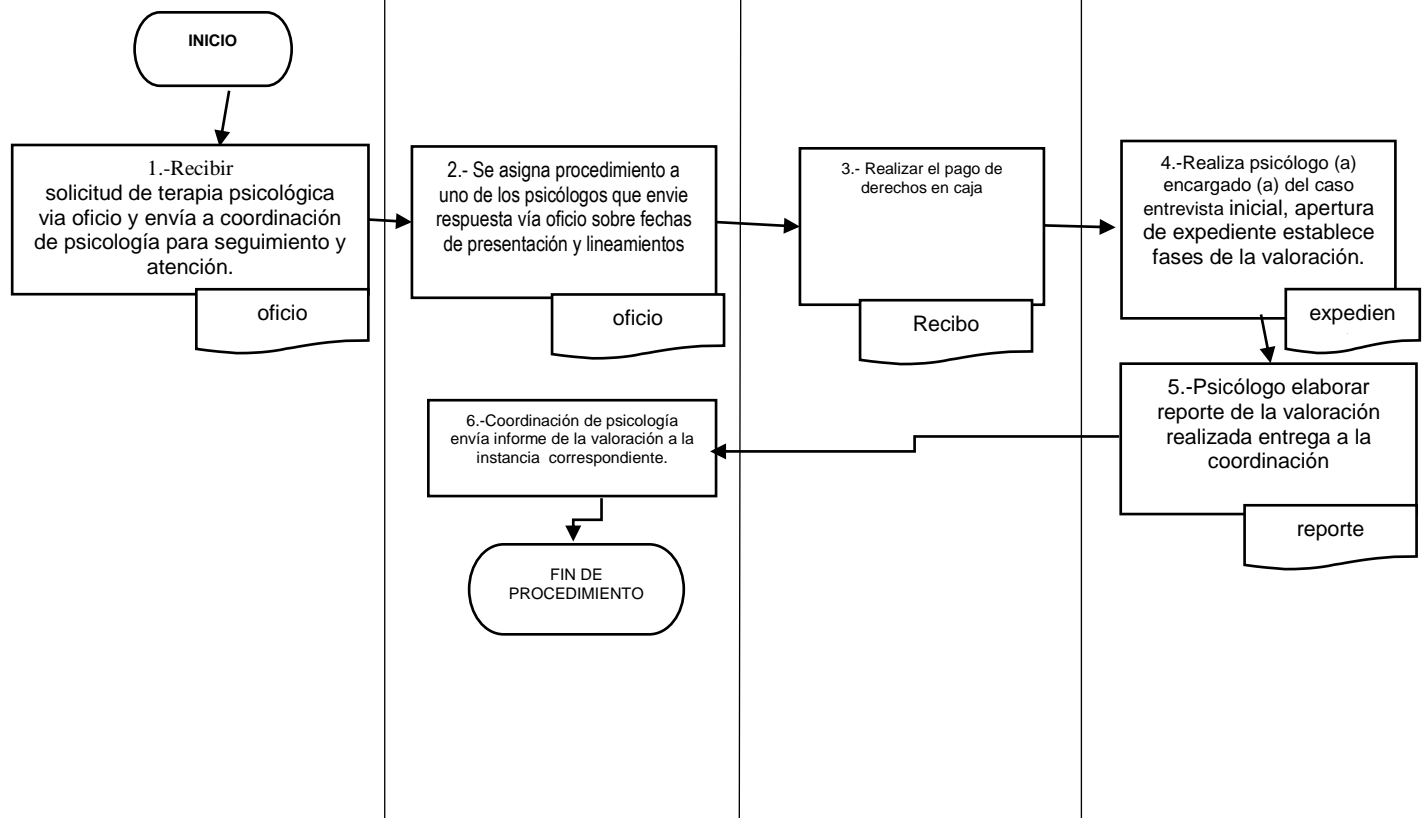 INICIO
1.-Recibir
solicitud de terapia psicológica
via oficio y envía a coordinación
de psicología para seguimiento y
atención.
oficio
2.- Se asigna procedimiento a
uno de los psicólogos que envie
respuesta vía oficio sobre fechas
de presentación y lineamientos
oficio
3.- Realizar el pago de
derechos en caja
Recibo
4.-Realiza psicólogo (a)
encargado (a) del caso
entrevista inicial, apertura
de expediente establece
fases de la valoración.
expedien
5.-Psicólogo elaborar
reporte de la valoración
realizada entrega a la
coordinación
reporte
6.-Coordinación de psicología
envía informe de la valoración a la
instancia correspondiente.
FIN DE
PROCEDIMIENTO